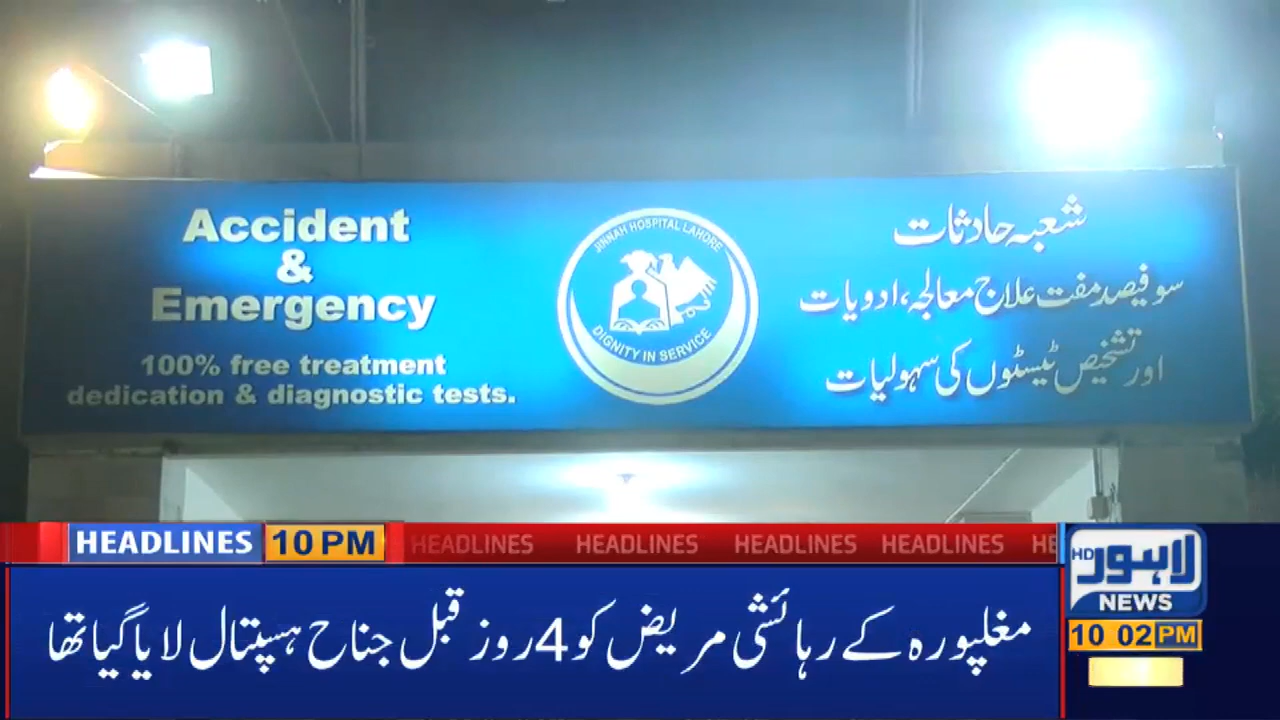 Accident
&
Emergency
100% free treatment
dedication & diagnostic tests.
JINNAH HOSPITAL LAHORE
DIGNITY IN SERVICE
شعبہ حادثات
سو فیصد مفت علاج معالجہ، ادویات
اور تشخیص ٹیسٹوں کی سہولیات
HEADLINES 10 PM
HEADLINES HEADLINES HEADLINES HEADLINES HE
مغلپورہ کے رہائشی مریض کو 4 روز قبل جناح ہسپتال لایا گیا تھا
HD لاہور
NEWS
10 02 PM